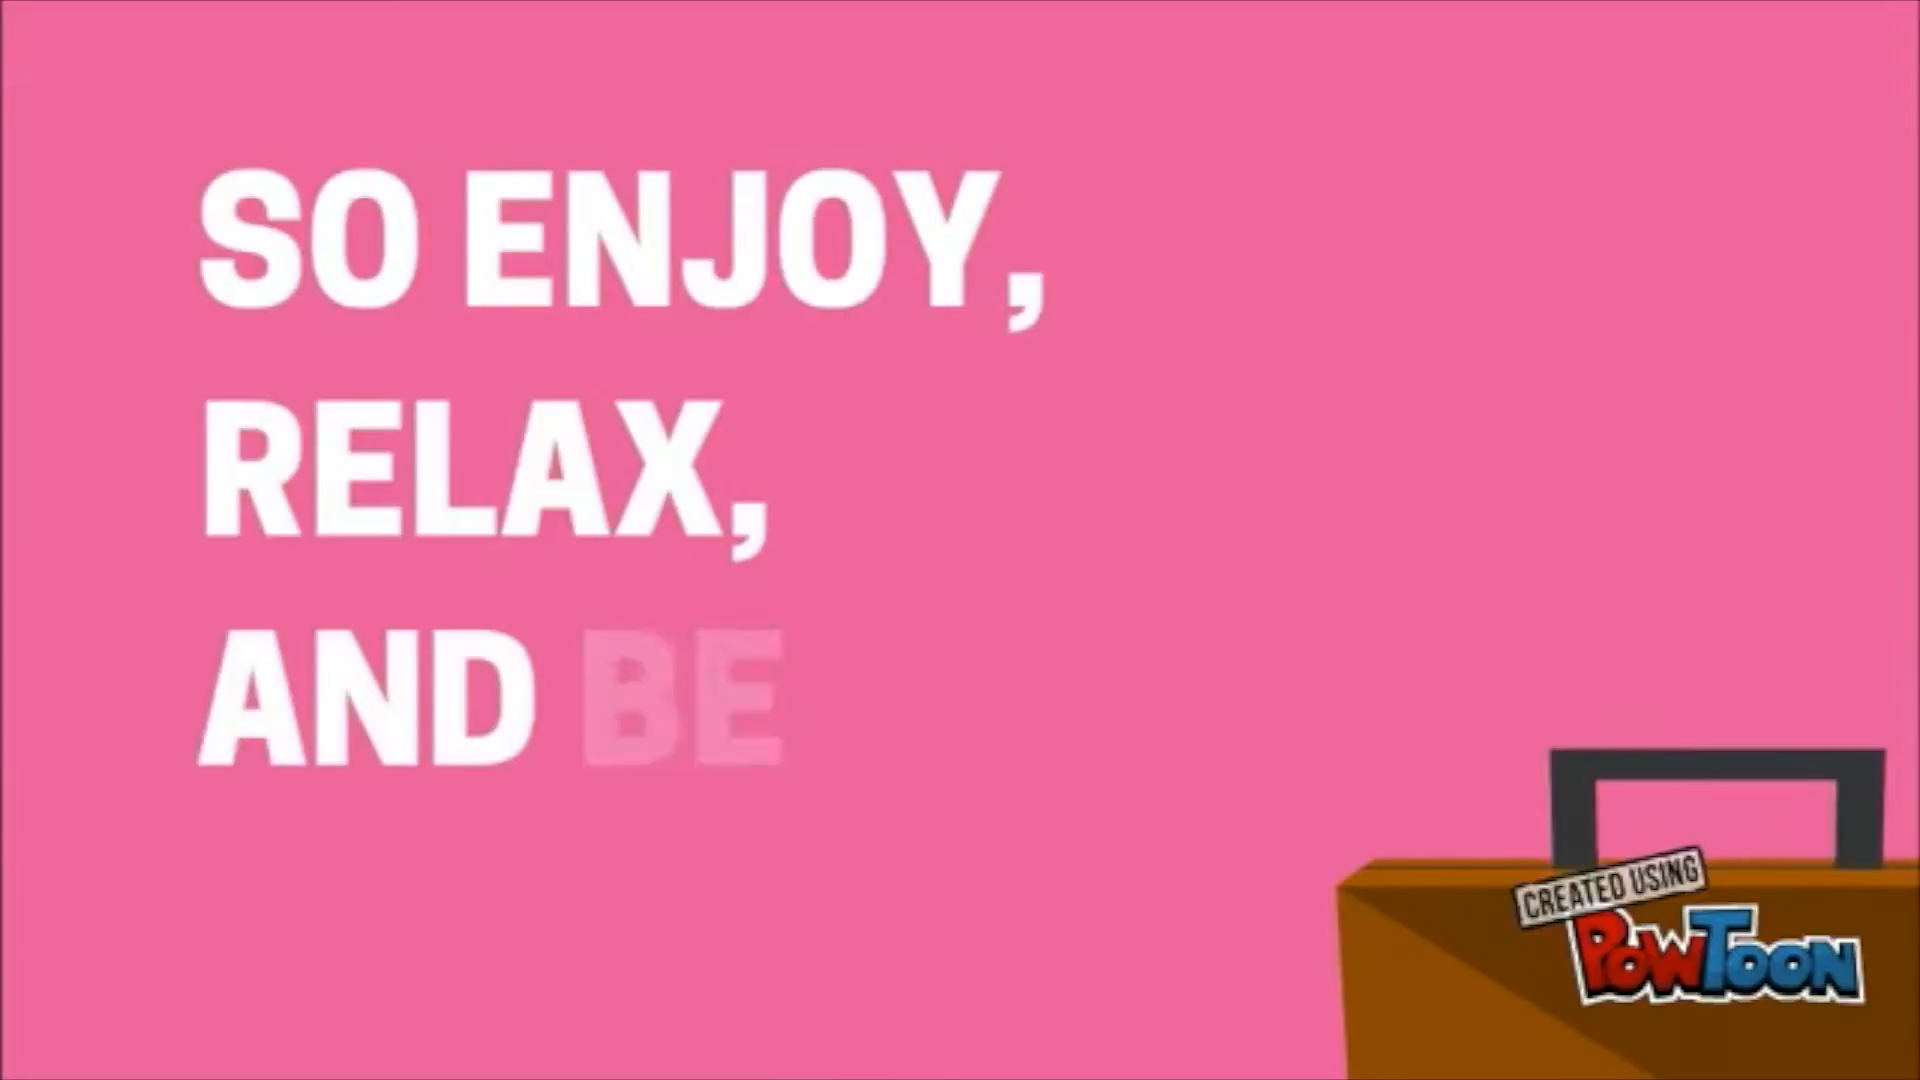 SO ENJOY,
RELAX,
AND BE
CREATED USING
POWTOON